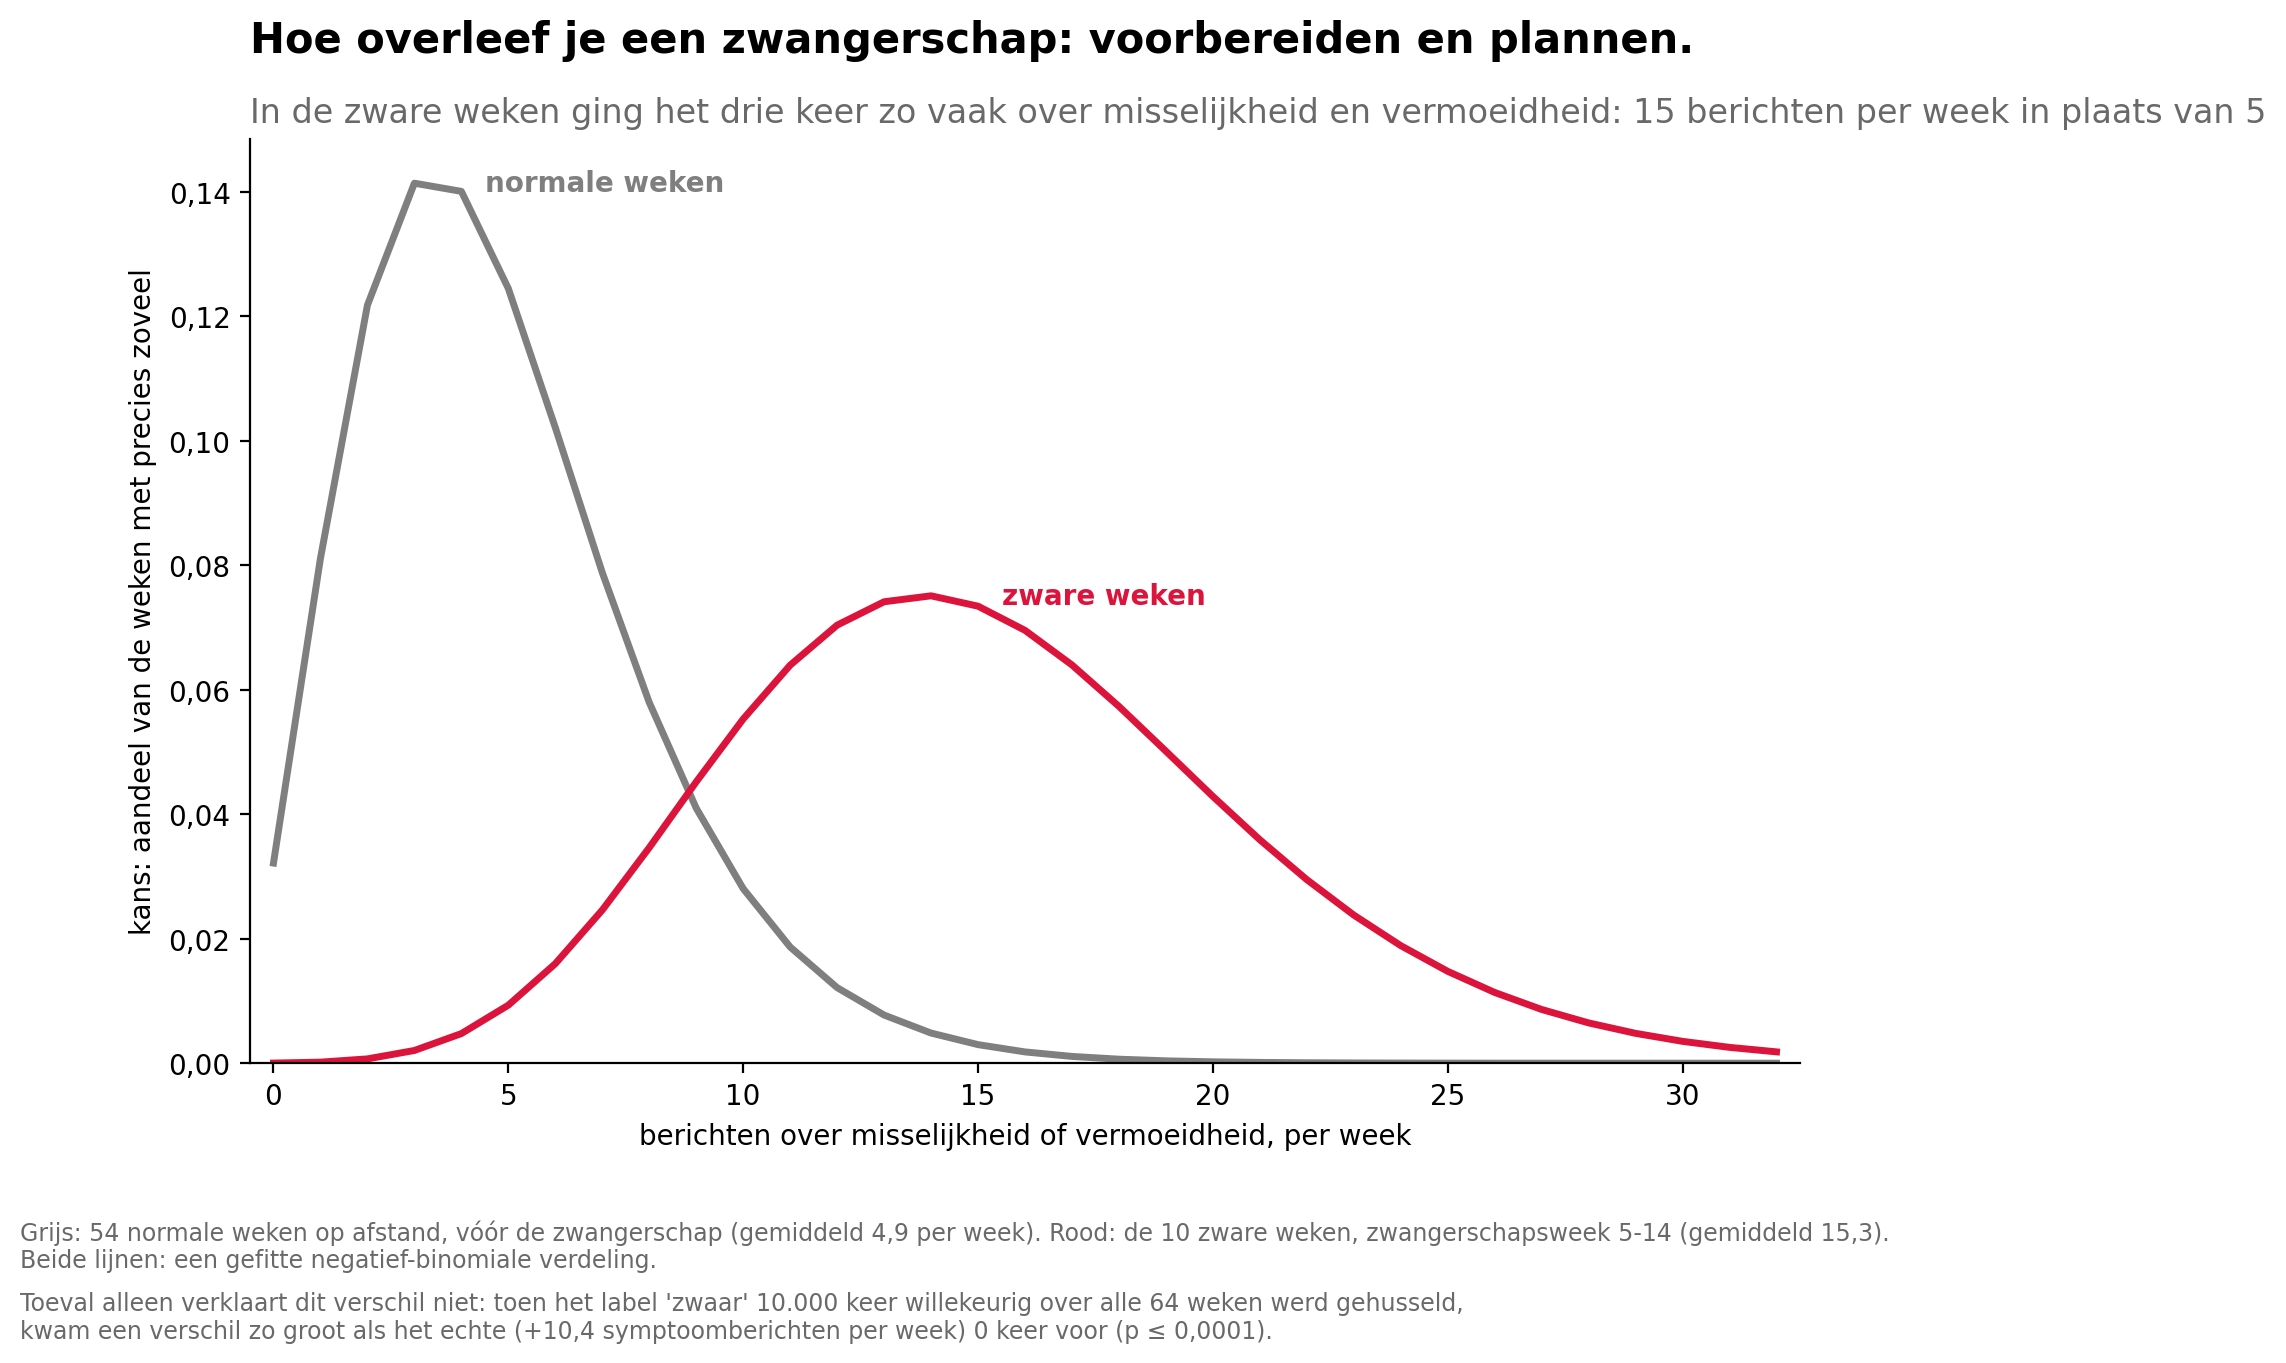 Hoe overleef je een zwangerschap: voorbereiden en plannen.
In de zware weken ging het drie keer zo vaak over misselijkheid en vermoeidheid: 15 berichten per week in plaats van 5
normale weken
zware weken
kans: aandeel van de weken met precies zoveel
0,14
0,12
0,10
0,08
0,06
0,04
0,02
0,00
0 5 10 15 20 25 30
berichten over misselijkheid of vermoeidheid, per week
Grijs: 54 normale weken op afstand, vóór de zwangerschap (gemiddeld 4,9 per week). Rood: de 10 zware weken, zwangerschapsweek 5-14 (gemiddeld 15,3).
Beide lijnen: een gefitte negatief-binomiale verdeling.
Toeval alleen verklaart dit verschil niet: toen het label 'zwaar' 10.000 keer willekeurig over alle 64 weken werd gehusseld,
kwam een verschil zo groot als het echte (+10,4 symptoomberichten per week) 0 keer voor (p ≤ 0,0001).